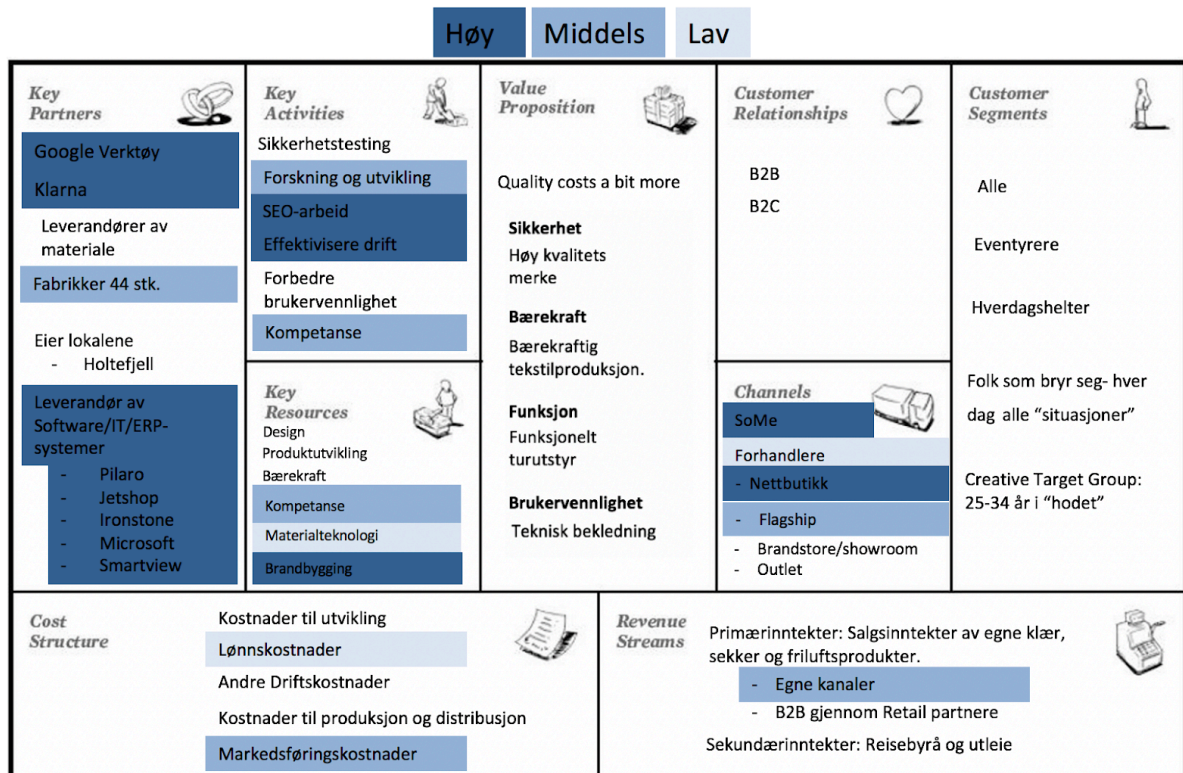 Høy
Middels
Lav
Key
Partners
Google Verktøy
Klarna
Leverandører av
materiale
Fabrikker 44 stk.
Eier lokalene
- Holtefjell
Leverandør av
Software/IT/ERP-
systemer
- Pilaro
- Jetshop
- Ironstone
- Microsoft
- Smartview
Key
Activities
Sikkerhetstesting
Forskning og utvikling
SEO-arbeid
Effektivisere drift
Forbedre
brukervennlighet
Kompetanse
Key
Resources
Design
Produktutvikling
Bærekraft
Kompetanse
Materialteknologi
Brandbygging
Value
Proposition
Quality costs a bit more
Sikkerhet
Høy kvalitets
merke
Bærekraft
Bærekraftig
tekstilproduksjon.
Funksjon
Funksjonelt
turutstyr
Brukervennlighet
Teknisk bekledning
Customer
Relationships
B2B
B2C
Channels
SoMe
Forhandlere
- Nettbutikk
- Flagship
- Brandstore/showroom
- Outlet
Customer
Segments
Alle
Eventyrere
Hverdagshelter
Folk som bryr seg- hver
dag alle “situasjoner”
Creative Target Group:
25-34 år i “hodet”
Cost
Structure
Kostnader til utvikling
Lønnskostnader
Andre Driftskostnader
Kostnader til produksjon og distribusjon
Markedsføringskostnader
Revenue
Streams
Primærinntekter: Salgsinntekter av egne klær,
sekker og friluftsprodukter.
- Egne kanaler
- B2B gjennom Retail partnere
Sekundærinntekter: Reisebyrå og utleie